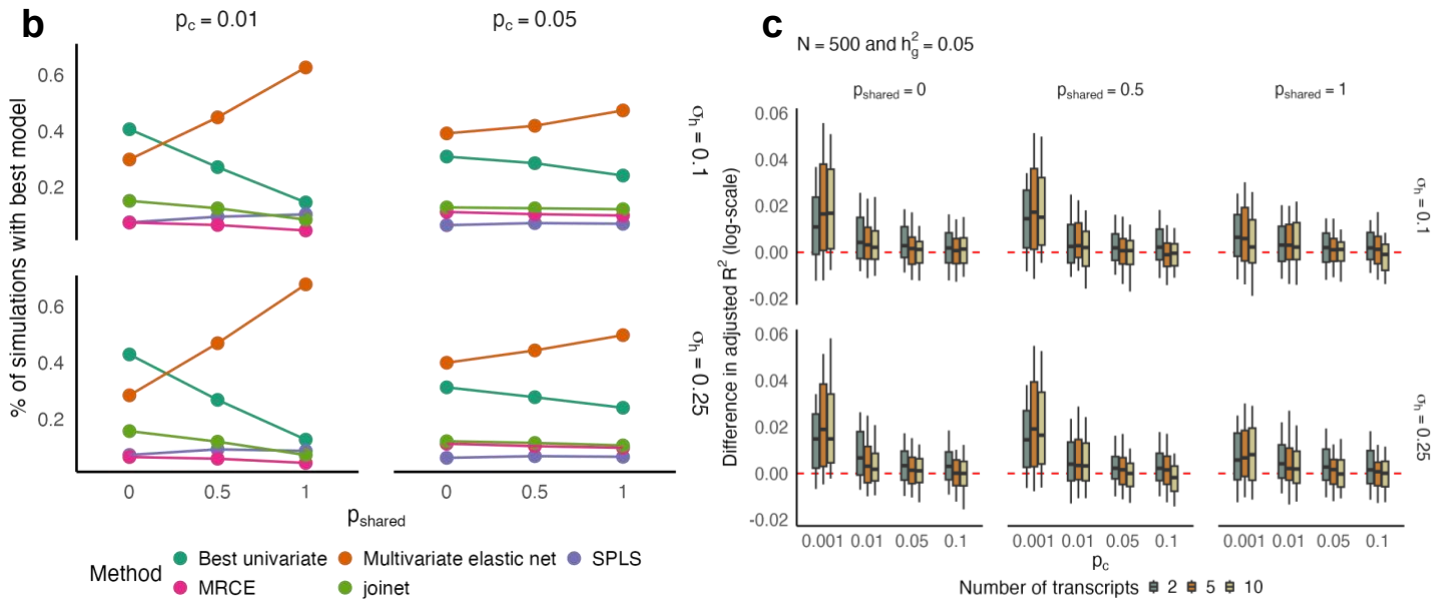 b
p_c = 0.01
p_c = 0.05
% of simulations with best model
0.6
0.4
0.2
σ_h = 0.1
0.6
0.4
0.2
σ_h = 0.25
0 0.5 1
0 0.5 1
p_shared
Method
Best univariate
Multivariate elastic net
SPLS
MRCE
joinet
c
N = 500 and h_g^2 = 0.05
p_shared = 0
p_shared = 0.5
p_shared = 1
Difference in adjusted R^2 (log-scale)
0.06
0.04
0.02
0.00
-0.02
σ_h = 0.1
0.06
0.04
0.02
0.00
-0.02
σ_h = 0.25
0.001 0.01 0.05 0.1
0.001 0.01 0.05 0.1
0.001 0.01 0.05 0.1
p_c
Number of transcripts 2 5 10